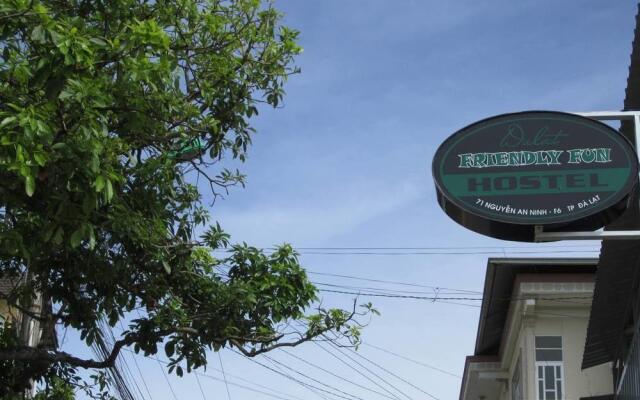 Dalat
FRIENDLY FUN
HOSTEL
71 NGUYỄN AN NINH - F6 TP ĐÀ LẠT